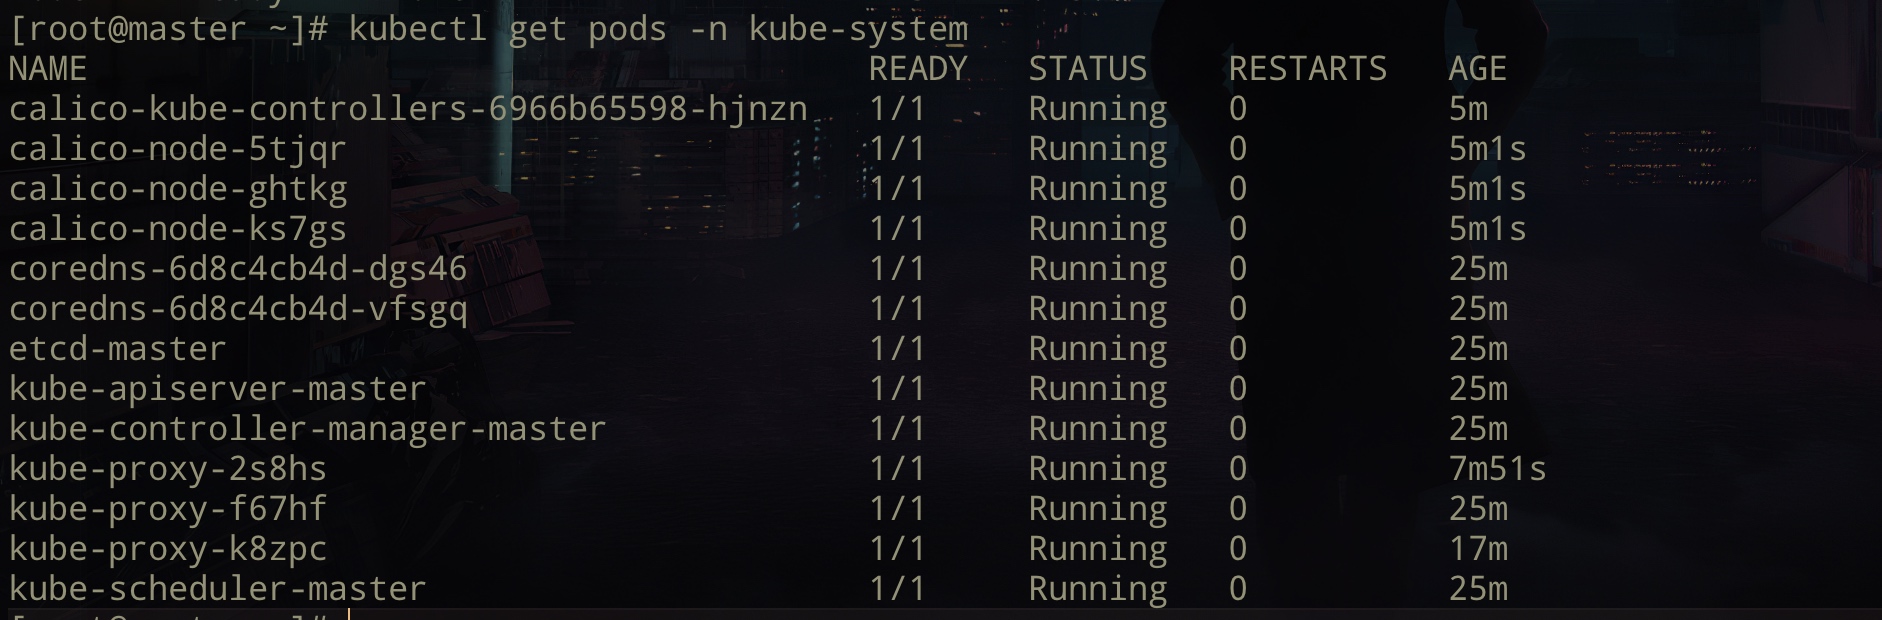 [root@master ~]# kubectl get pods -n kube-system
NAME READY STATUS RESTARTS AGE
calico-kube-controllers-6966b65598-hjnzn 1/1 Running 0 5m
calico-node-5tjqr 1/1 Running 0 5m1s
calico-node-ghtkg 1/1 Running 0 5m1s
calico-node-ks7gs 1/1 Running 0 5m1s
coredns-6d8c4cb4d-dgs46 1/1 Running 0 25m
coredns-6d8c4cb4d-vfsgq 1/1 Running 0 25m
etcd-master 1/1 Running 0 25m
kube-apiserver-master 1/1 Running 0 25m
kube-controller-manager-master 1/1 Running 0 25m
kube-proxy-2s8hs 1/1 Running 0 7m51s
kube-proxy-f67hf 1/1 Running 0 25m
kube-proxy-k8zpc 1/1 Running 0 17m
kube-scheduler-master 1/1 Running 0 25m